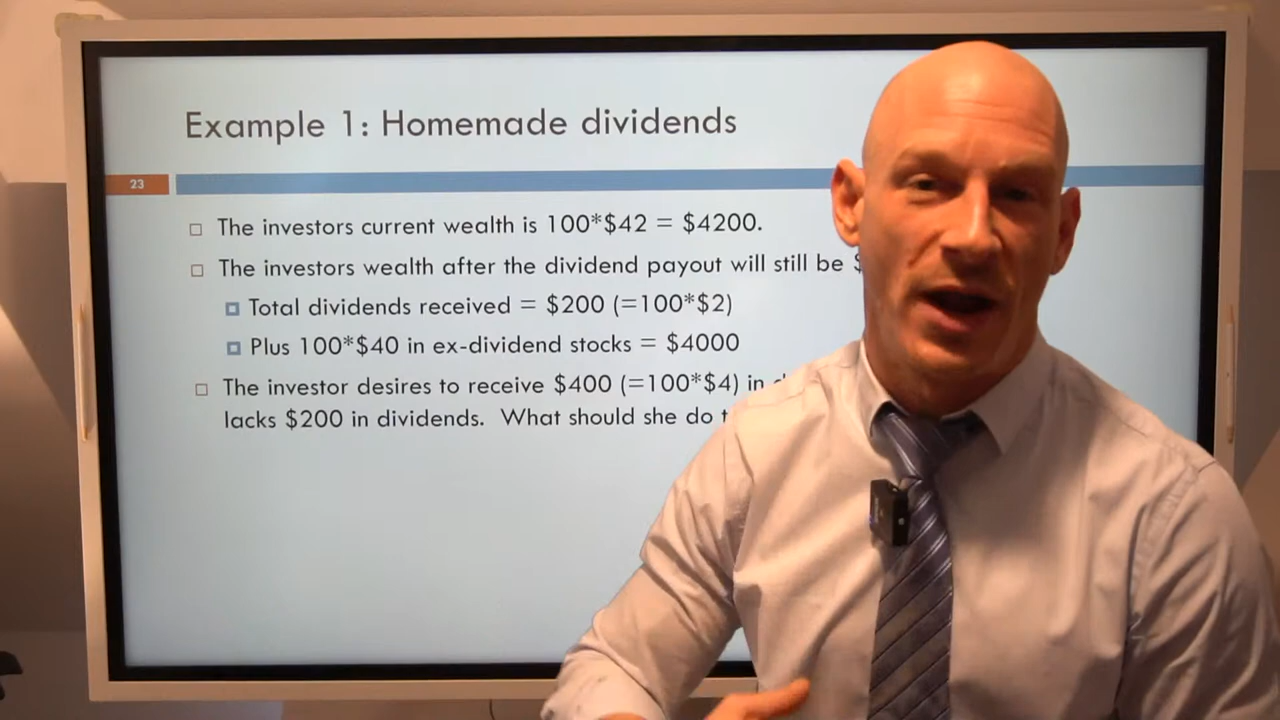 Example 1: Homemade dividends
23
The investors current wealth is 100*$42 = $4200.
The investors wealth after the dividend payout will still be $
Total dividends received = $200 (=100*$2)
Plus 100*$40 in ex-dividend stocks = $4000
The investor desires to receive $400 (=100*$4) in
lacks $200 in dividends. What should she do